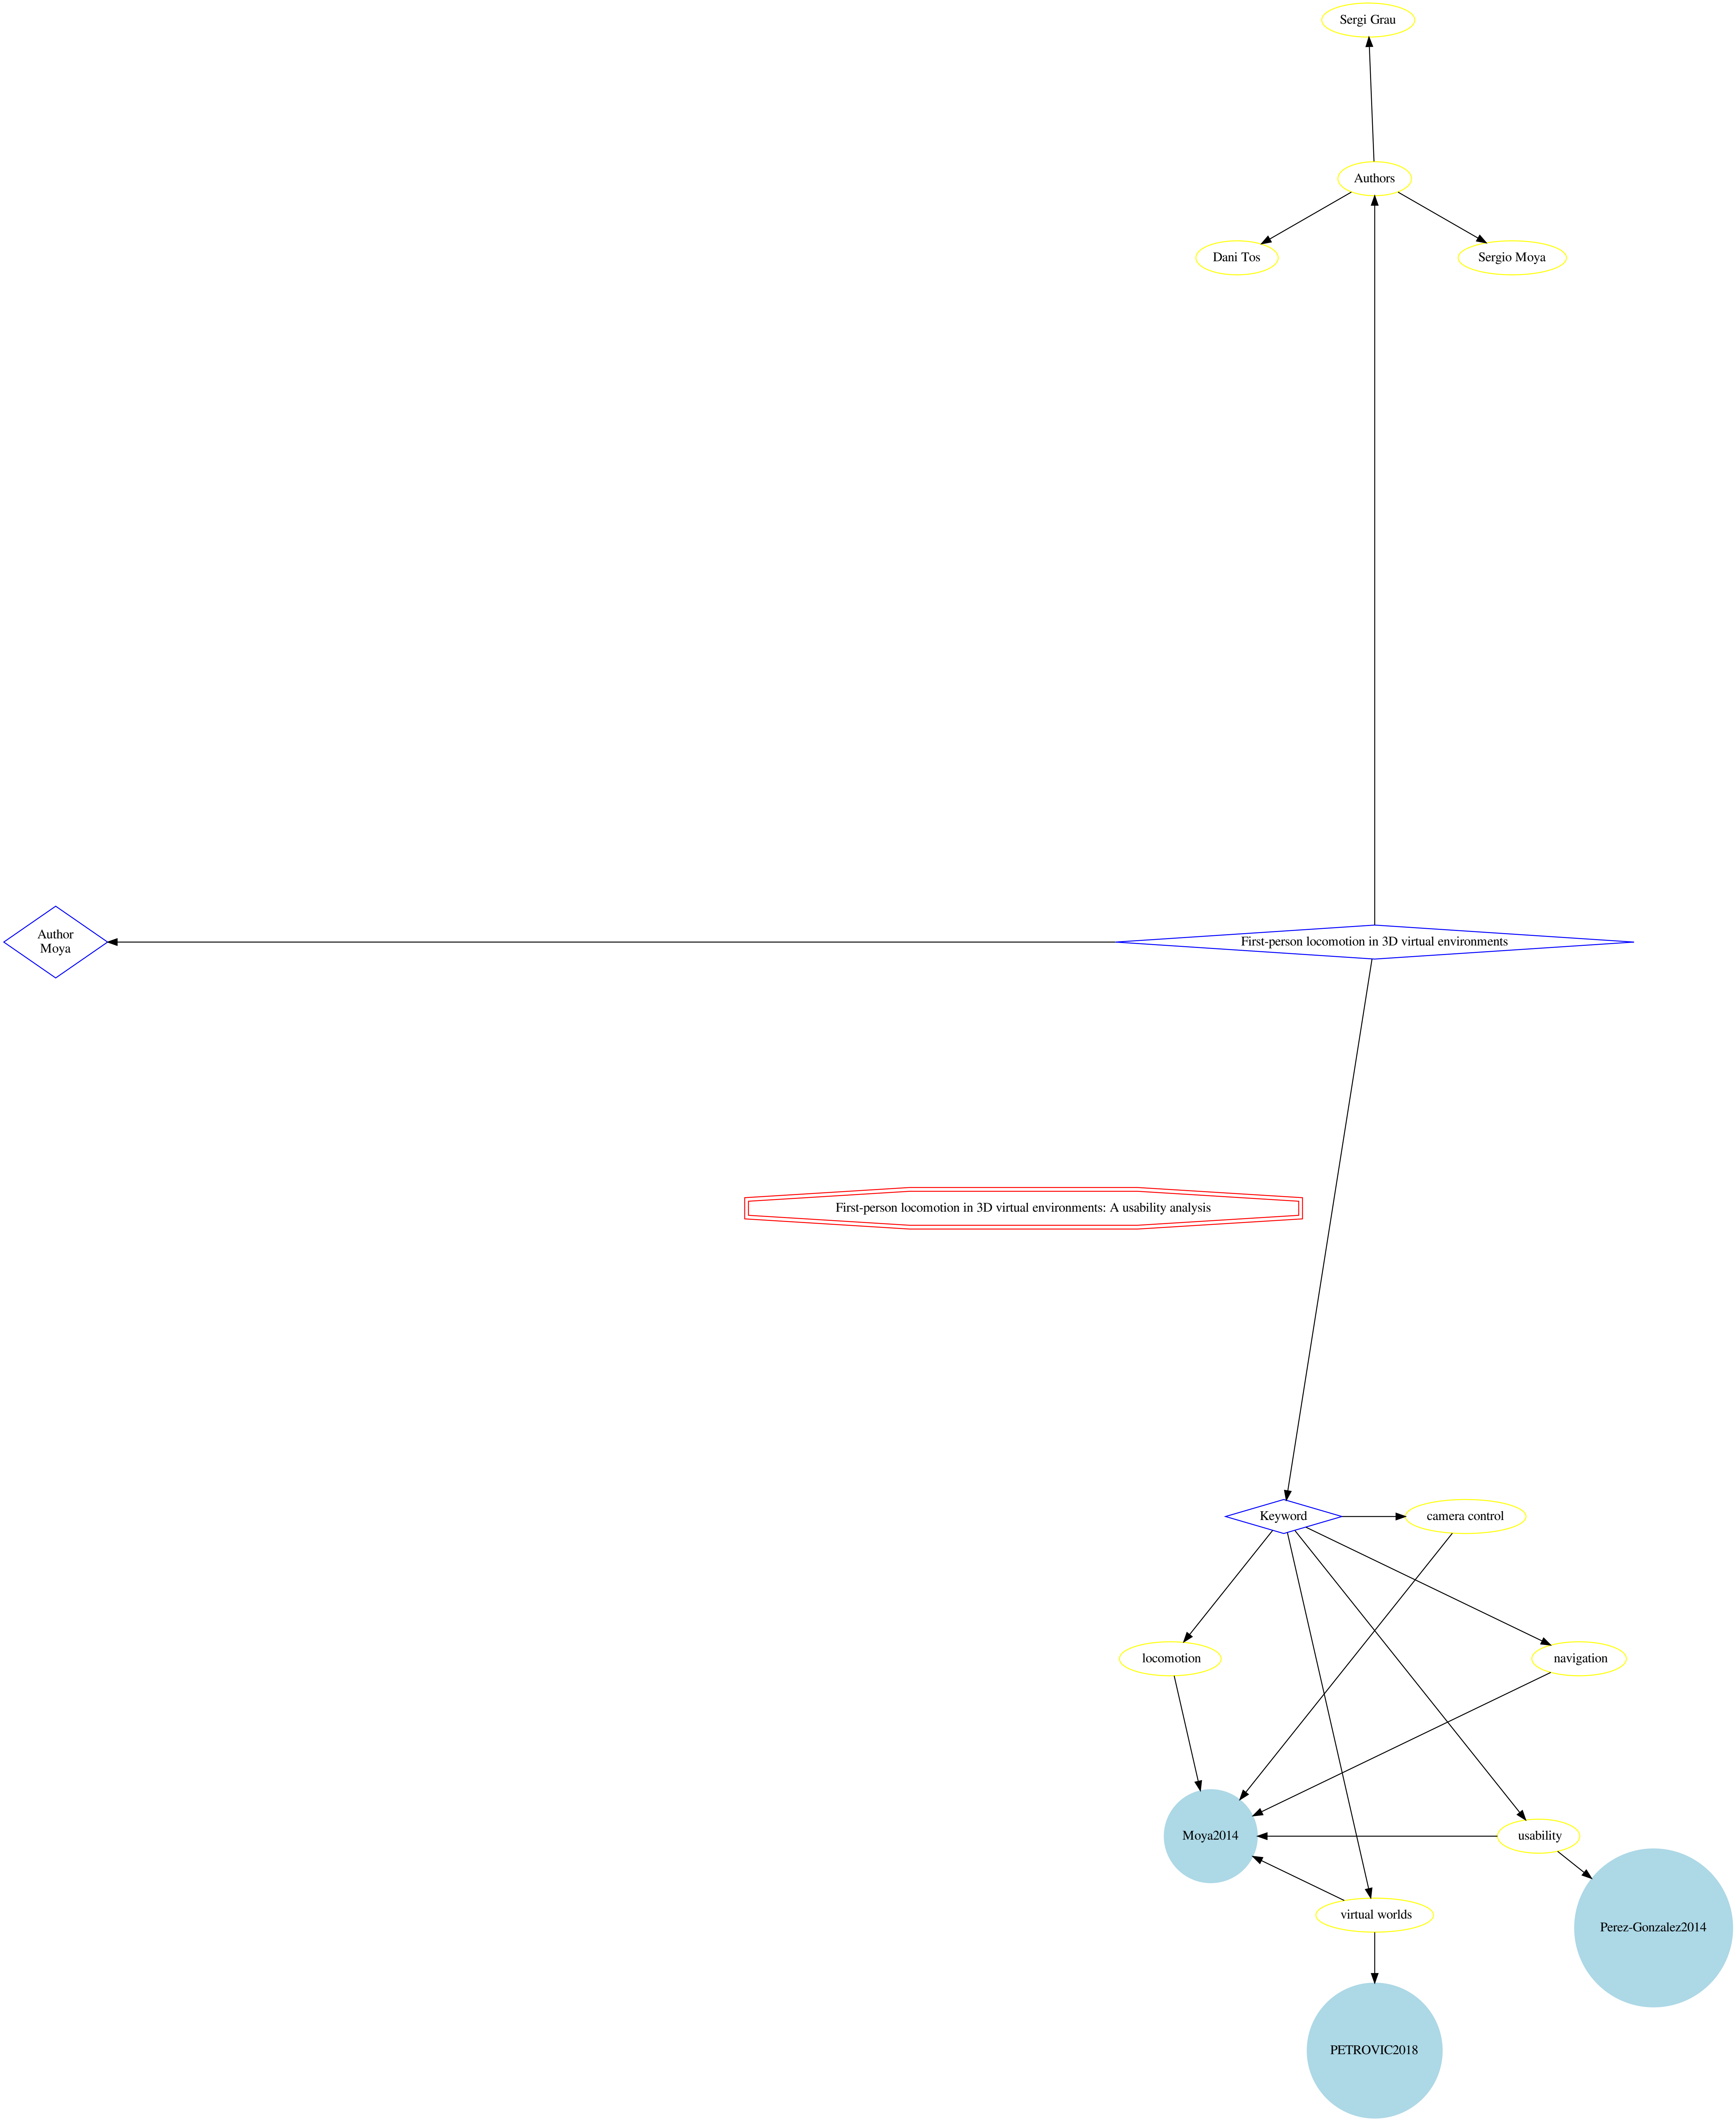 Sergi Grau
Authors
Dani Tos
Sergio Moya
Author
Moya
First-person locomotion in 3D virtual environments
First-person locomotion in 3D virtual environments: A usability analysis
Keyword
camera control
locomotion
navigation
Moya2014
usability
virtual worlds
Perez-Gonzalez2014
PETROVIC2018